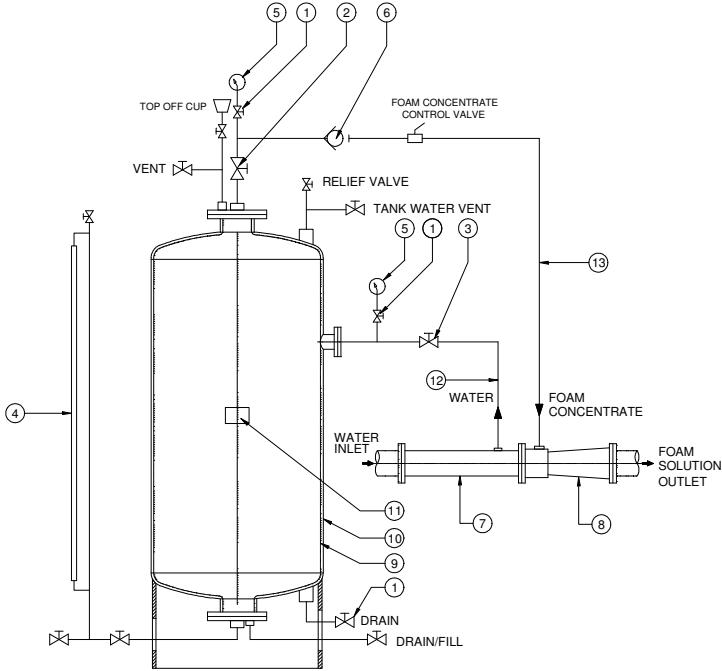 5
1
2
6
TOP OFF CUP
FOAM CONCENTRATE
CONTROL VALVE
VENT
RELIEF VALVE
TANK WATER VENT
5
1
3
13
4
12
WATER
FOAM
CONCENTRATE
WATER
INLET
FOAM
SOLUTION
OUTLET
11
7
8
10
9
1
DRAIN
DRAIN/FILL